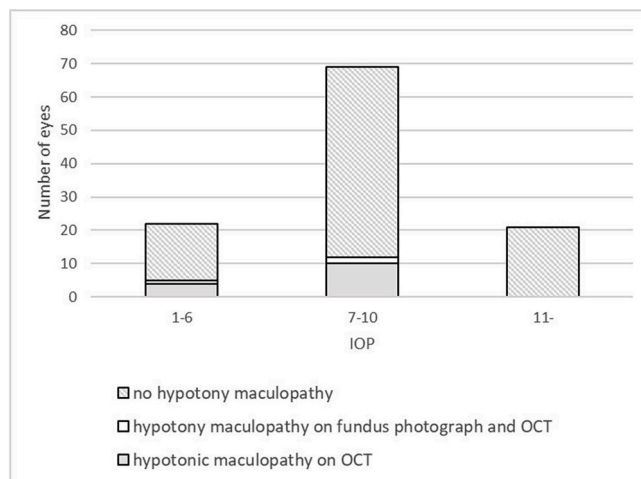 Number of eyes
80
70
60
50
40
30
20
10
0
1-6 7-10 11-
IOP
no hypotony maculopathy
hypotony maculopathy on fundus photograph and OCT
hypotonic maculopathy on OCT